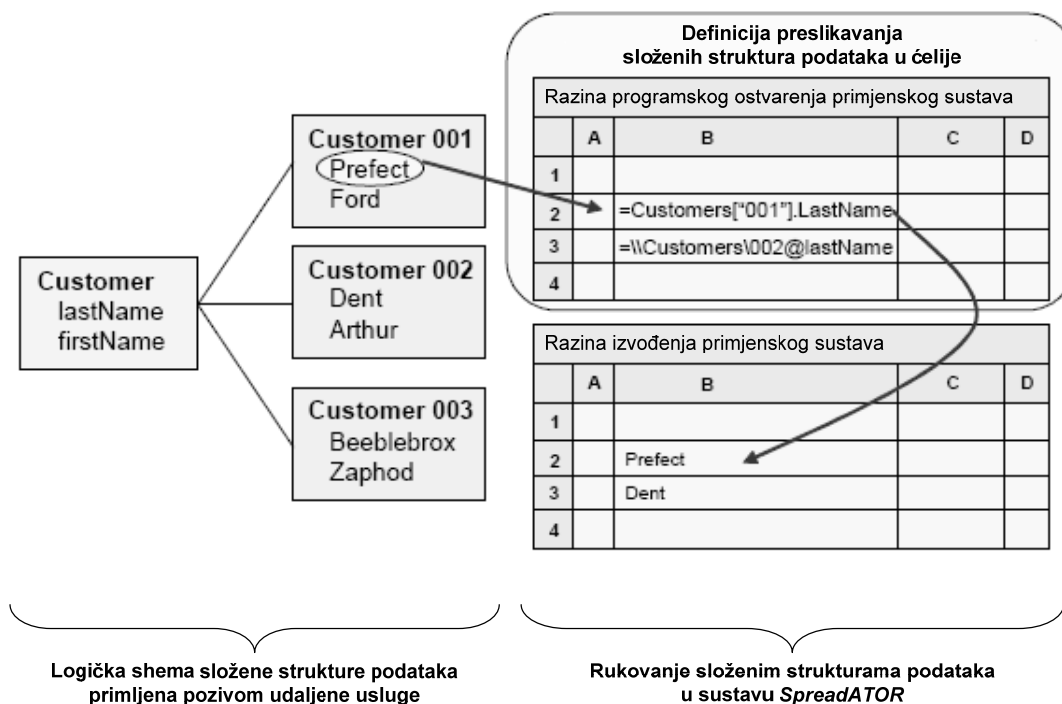 Definicija preslikavanja
složenih struktura podataka u ćelije
Customer
lastName
firstName
Customer 001
Prefect
Ford
Customer 002
Dent
Arthur
Customer 003
Beeblebrox
Zaphod
Razina programskog ostvarenja primjenskog sustava
A B C D
1
2 =Customers["001"].LastName
3 =\\Customers\002@lastName
4
Razina izvođenja primjenskog sustava
A B C D
1
2 Prefect
3 Dent
4
Logička shema složene strukture podataka
primljena pozivom udaljene usluge
Rukovanje složenim strukturama podataka
u sustavu SpreadATOR